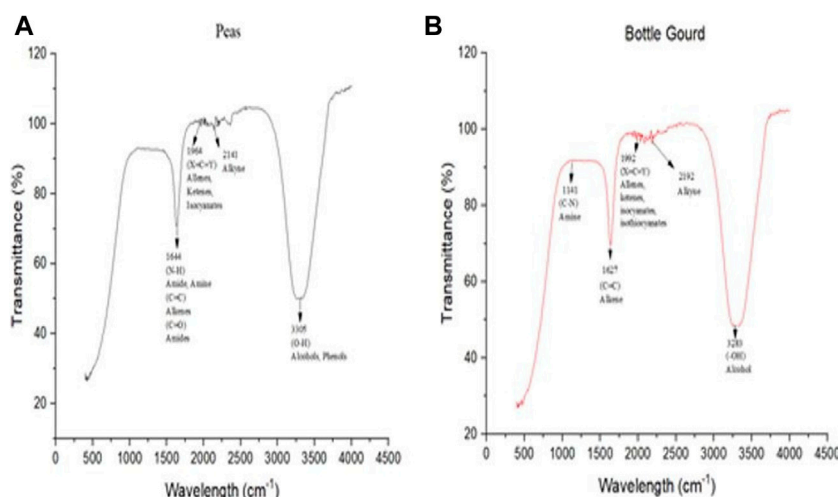 A
Peas
Transmittance (%)
120
100
80
60
40
20
1964
(X=C=Y)
Allenes,
Ketenes,
Isocyanates
2141
Alkyne
1644
(N-H)
Amide, Amine
(C=C)
Alkenes
(C=O)
Amides
3305
(O-H)
Alcohols, Phenols
0 500 1000 1500 2000 2500 3000 3500 4000 4500
Wavelength (cm-1)
B
Bottle Gourd
Transmittance (%)
120
100
80
60
40
20
1141
(C-N)
Amine
1992
(X=C=Y)
Allenes,
ketenes,
isocyanates,
isothiocyanates
2192
Alkyne
1627
(C=C)
Alkene
3283
(-OH)
Alcohol
0 500 1000 1500 2000 2500 3000 3500 4000 4500
Wavelength (cm-1)